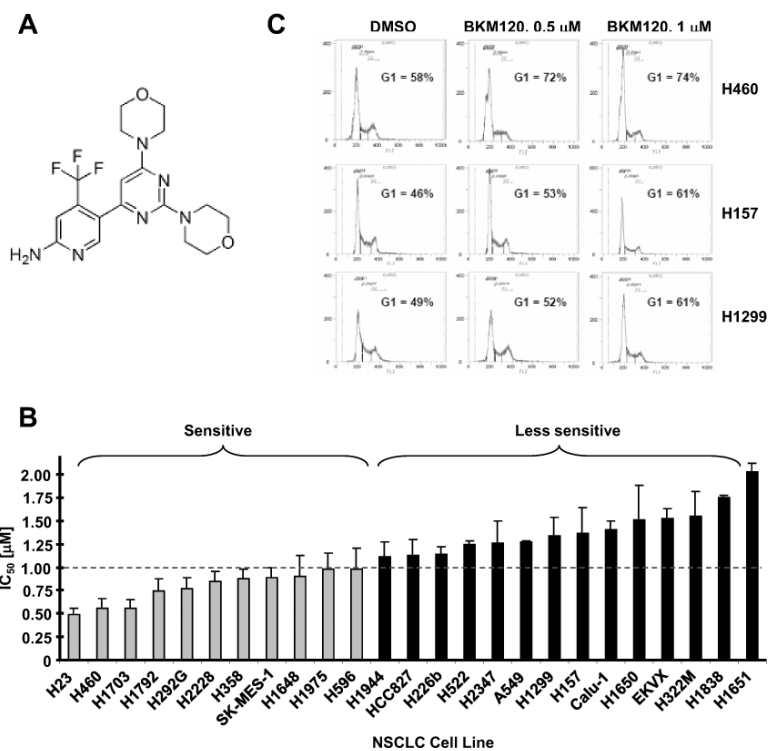 A
C
DMSO BKM120. 0.5 uM BKM120. 1 uM
G1 = 58% G1 = 72% G1 = 74% H460
G1 = 46% G1 = 53% G1 = 61% H157
G1 = 49% G1 = 52% G1 = 61% H1299
O
N
F
F F
N
N N
O
H2N N
B
Sensitive Less sensitive
IC50 [µM]
2.00
1.75
1.50
1.25
1.00
0.75
0.50
0.25
0
H23 H460 H1703 H1792 H292G H2228 H358 SK-MES-1 H1648 H1975 H596 H1944 HCC827 H226b H522 H2347 A549 H1299 H157 Calu-1 H1650 EKVX H322M H1838 H1651
NSCLC Cell Line